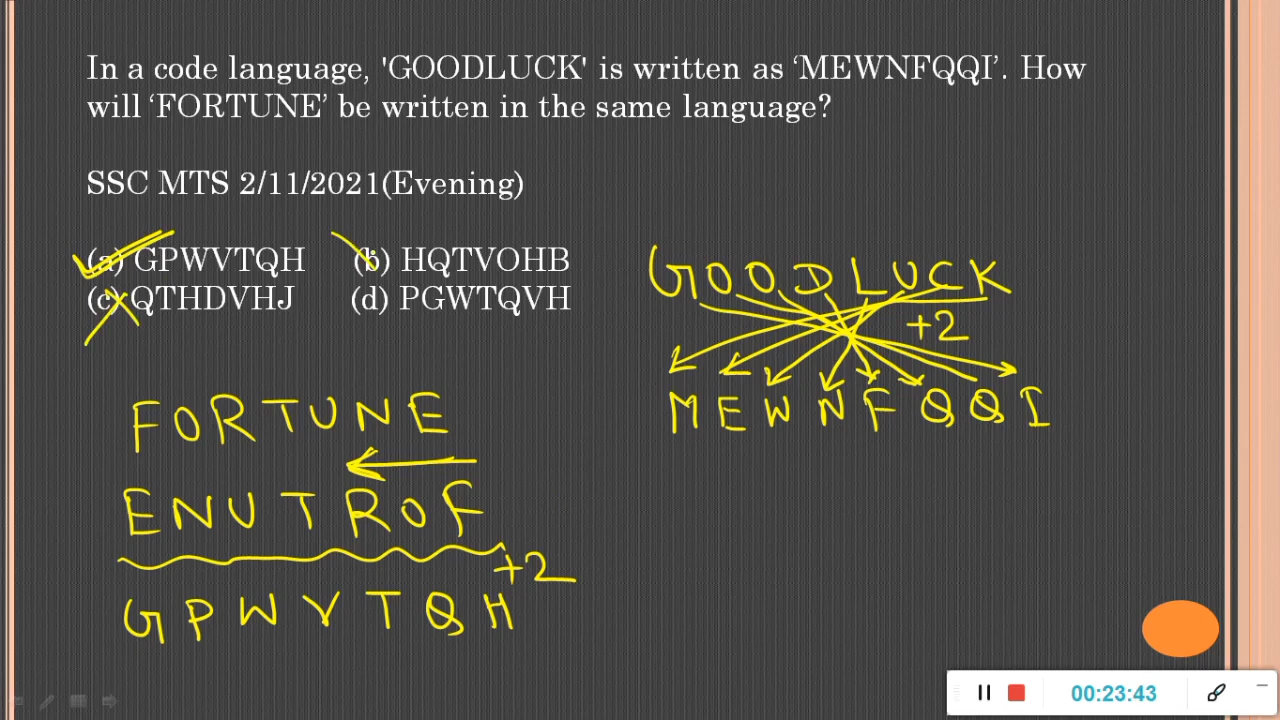 In a code language, 'GOODLUCK' is written as ‘MEWNFQQI’. How
will ‘FORTUNE’ be written in the same language?
SSC MTS 2/11/2021(Evening)
(a) GPWVTQH (b) HQTVOHB
(c) QTHDVHJ (d) PGWTQVH
GOODLUCK
+2
MEWNFQQI
FORTUNE
ENUTROF
+2
GPWVTQH
00:23:43